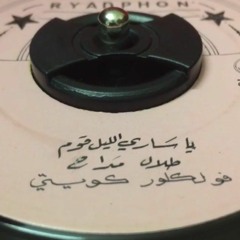 RYADPHON
يا ساري الليل قوم
طلال مداح
فولكلور كويتي